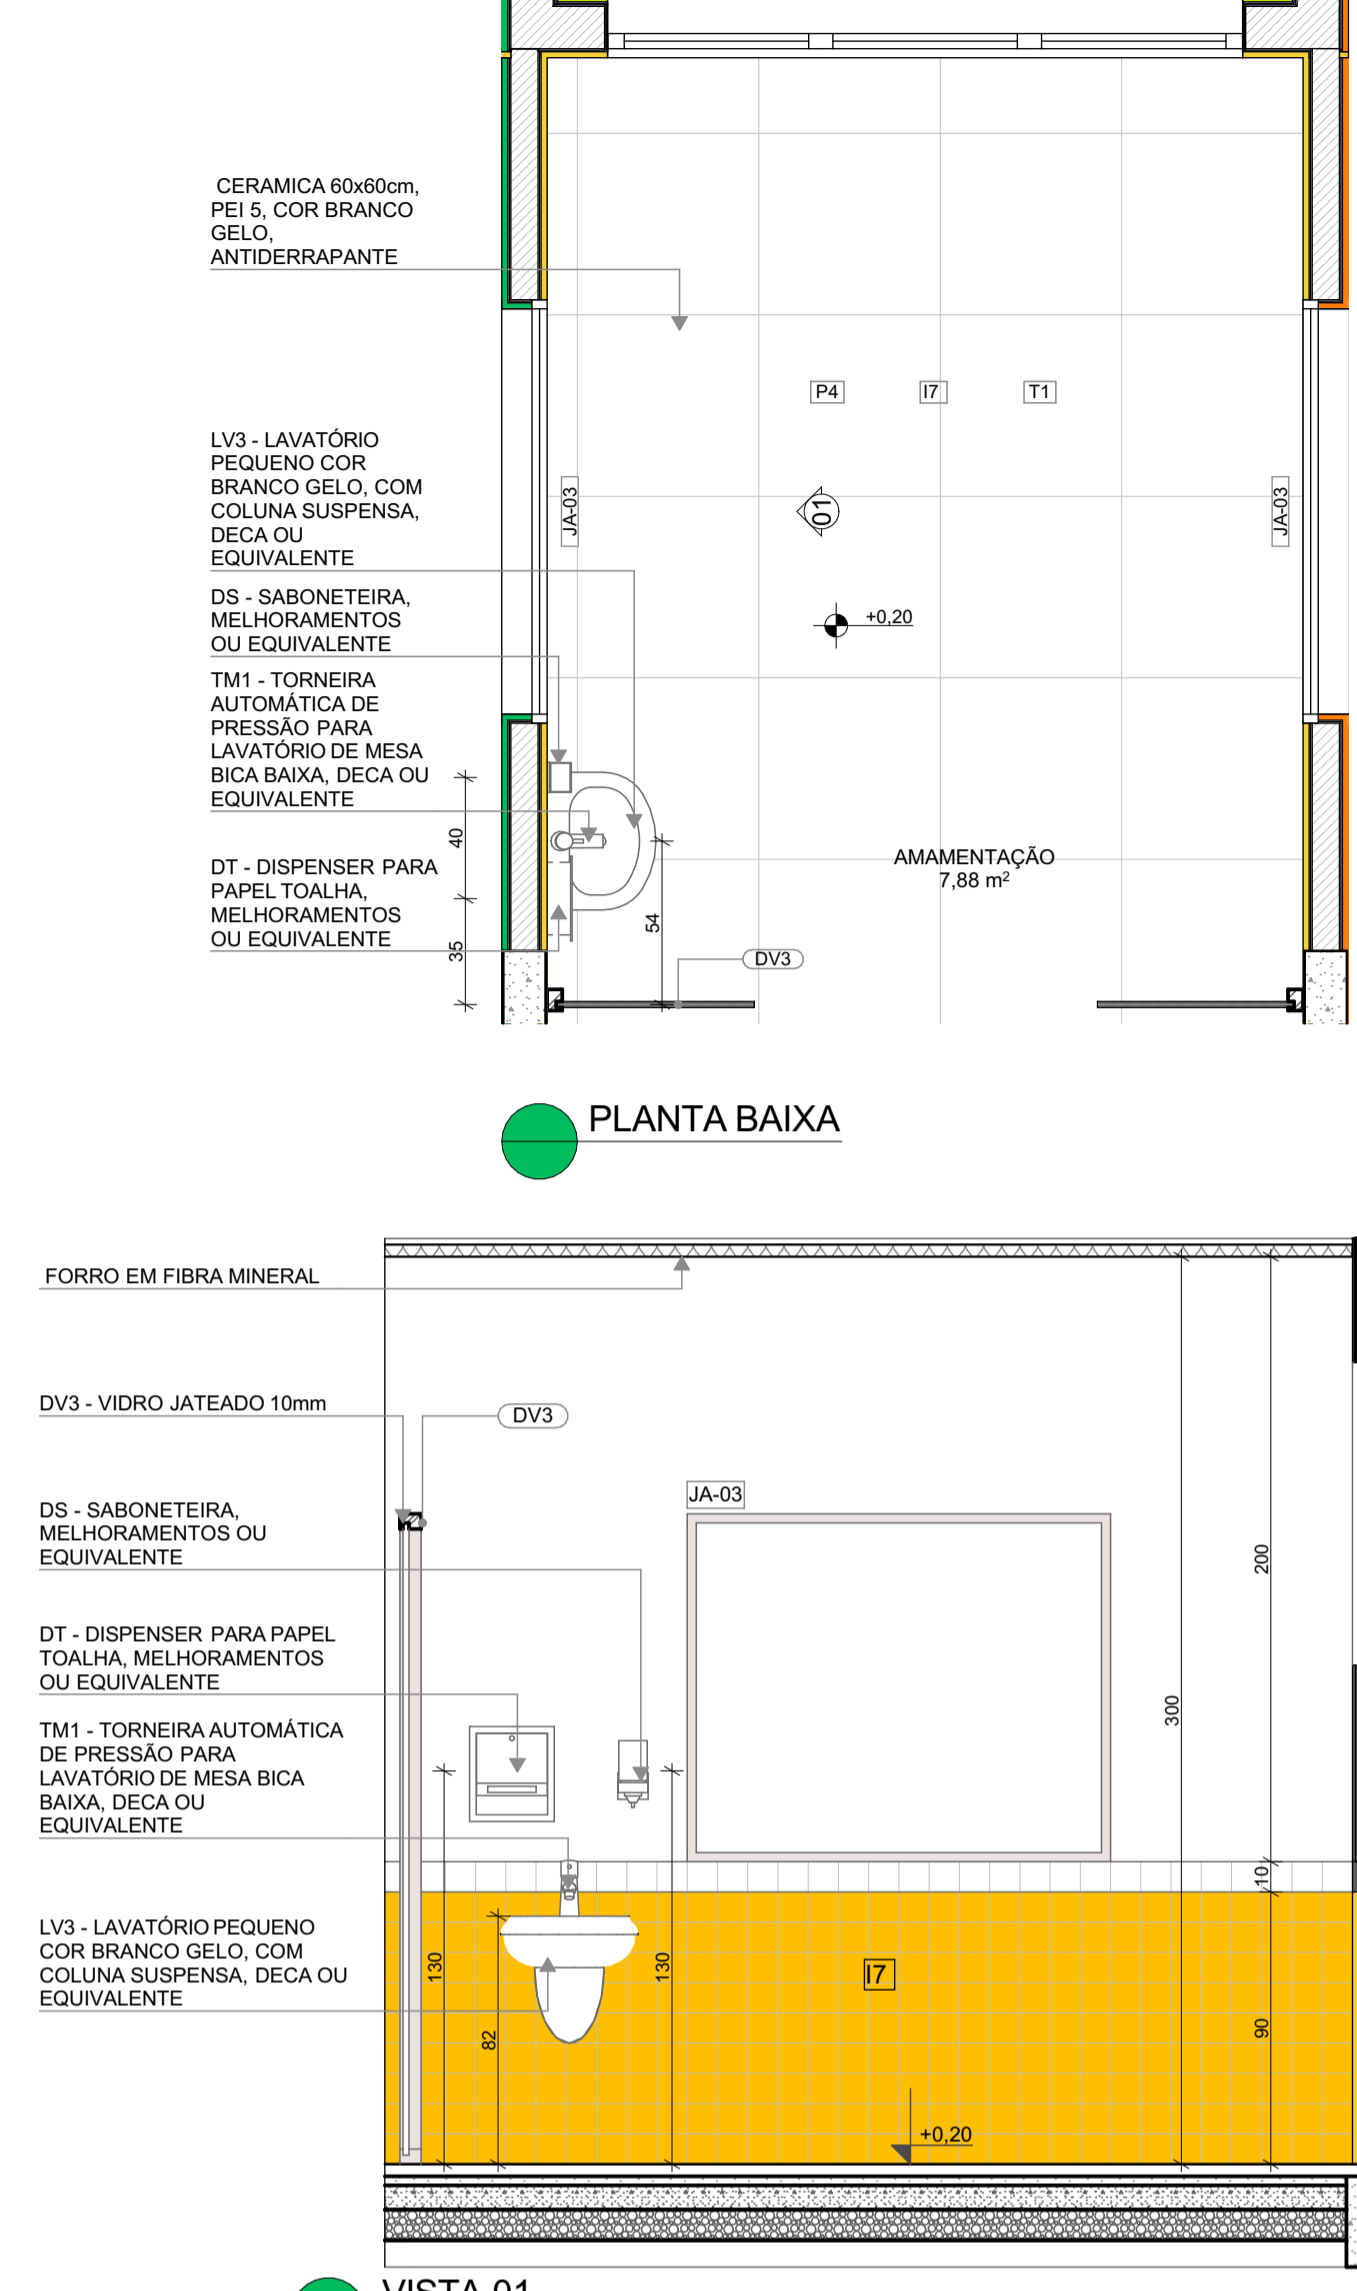 CERAMICA 60x60cm,
PEI 5, COR BRANCO
GELO,
ANTIDERRAPANTE
P4
I7
T1
LV3 - LAVATÓRIO
PEQUENO COR
BRANCO GELO, COM
COLUNA SUSPENSA,
DECA OU
EQUIVALENTE
JA-03
01
JA-03
DS - SABONETEIRA,
MELHORAMENTOS
OU EQUIVALENTE
+0,20
TM1 - TORNEIRA
AUTOMÁTICA DE
PRESSÃO PARA
LAVATÓRIO DE MESA
BICA BAIXA, DECA OU
EQUIVALENTE
40
DT - DISPENSER PARA
PAPEL TOALHA,
MELHORAMENTOS
OU EQUIVALENTE
35
54
AMAMENTAÇÃO
7,88 m²
DV3
PLANTA BAIXA
FORRO EM FIBRA MINERAL
DV3 - VIDRO JATEADO 10mm
DV3
JA-03
DS - SABONETEIRA,
MELHORAMENTOS OU
EQUIVALENTE
200
DT - DISPENSER PARA PAPEL
TOALHA, MELHORAMENTOS
OU EQUIVALENTE
300
TM1 - TORNEIRA AUTOMÁTICA
DE PRESSÃO PARA
LAVATÓRIO DE MESA BICA
BAIXA, DECA OU
EQUIVALENTE
10
LV3 - LAVATÓRIO PEQUENO
COR BRANCO GELO, COM
COLUNA SUSPENSA, DECA OU
EQUIVALENTE
130
130
I7
82
90
+0,20
VISTA 01